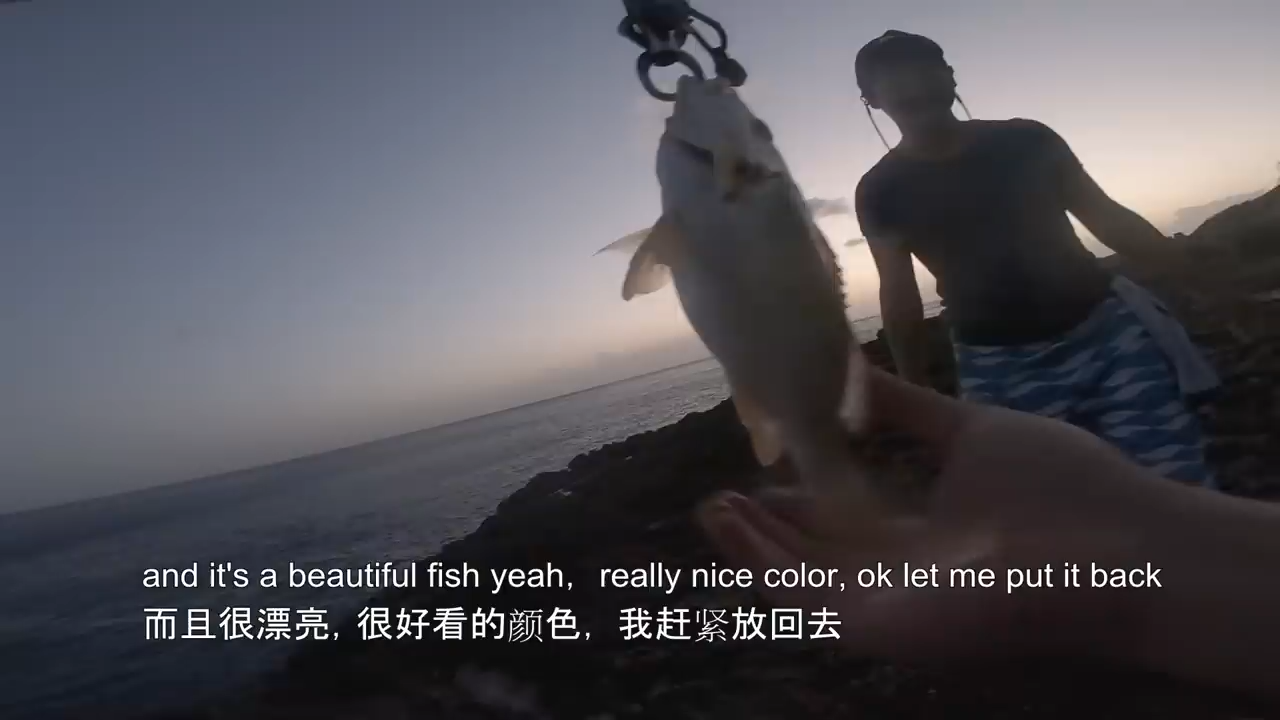 and it's a beautiful fish yeah,  really nice color, ok let me put it back
而且很漂亮, 很好看的颜色,  我赶紧放回去